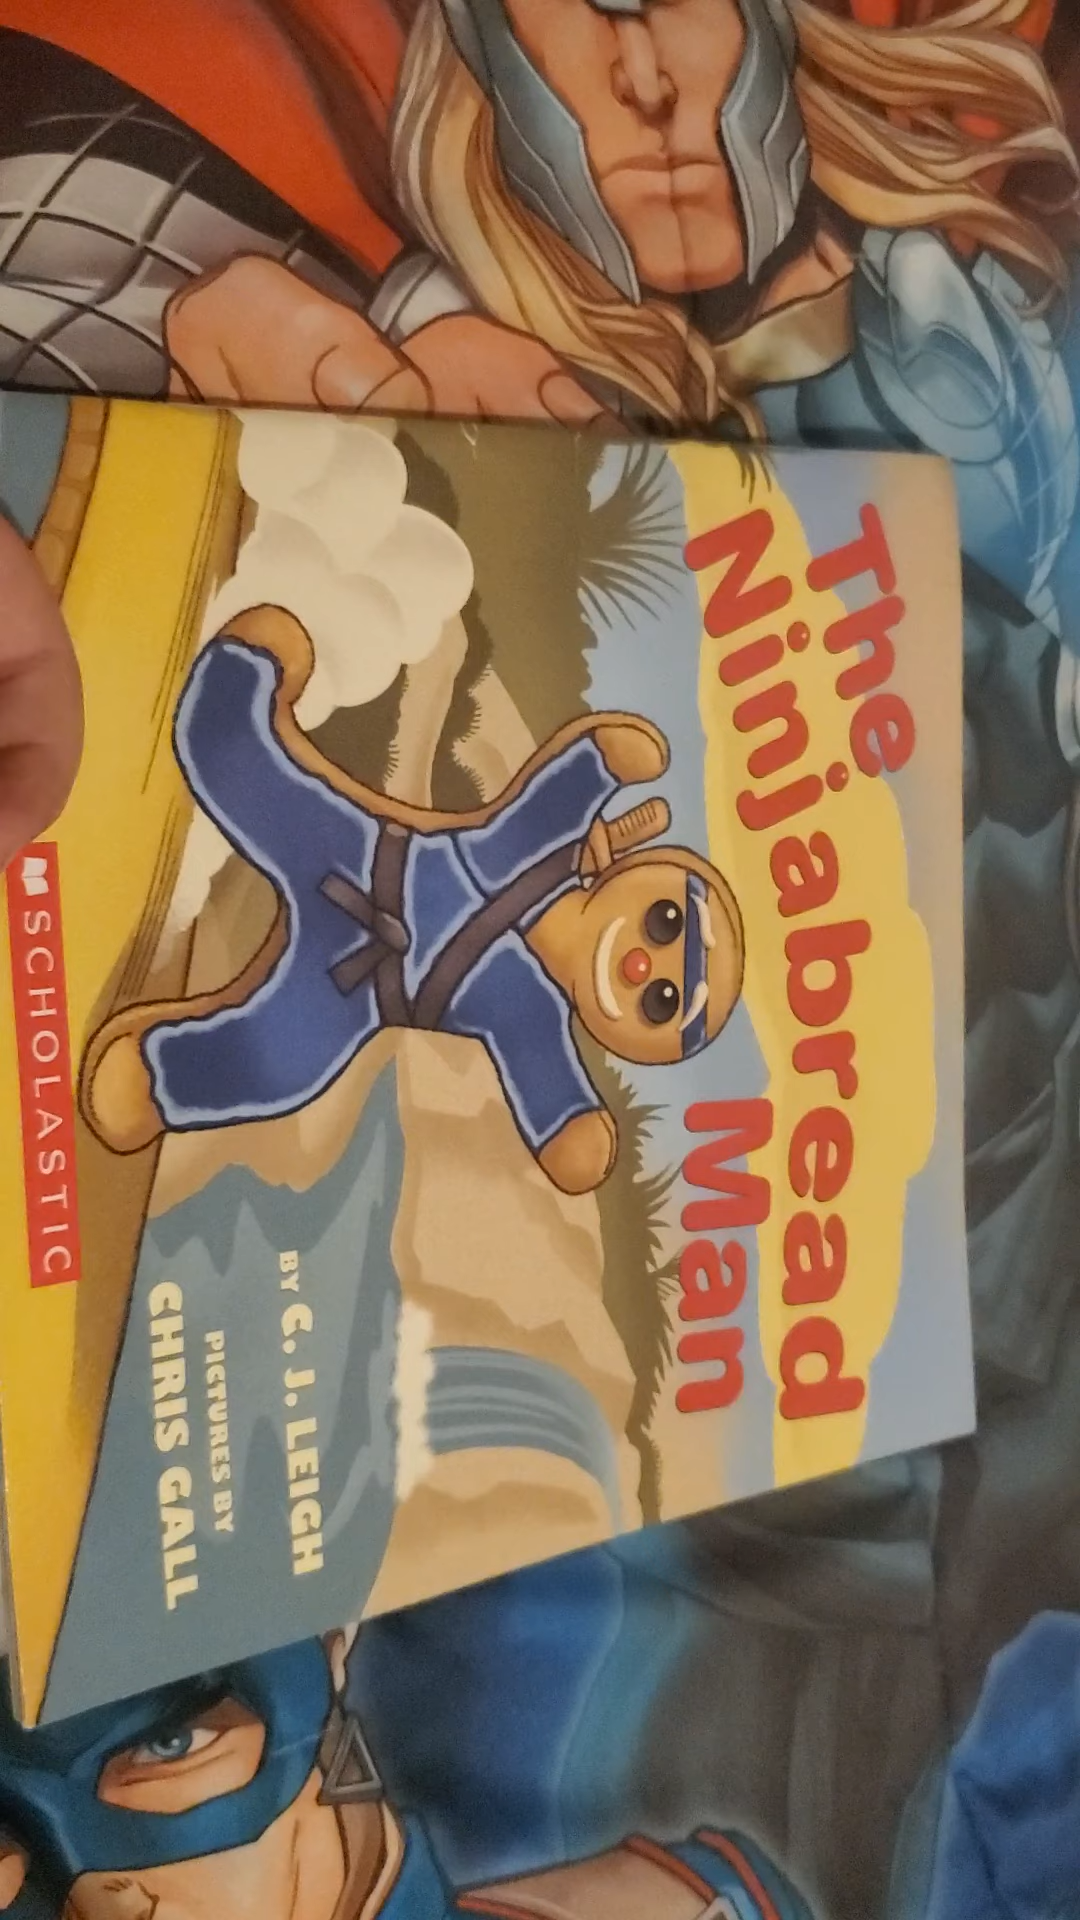 The
Ninjabread
Man
BY C. J. LEIGH
PICTURES BY
CHRIS GALL
SCHOLASTIC